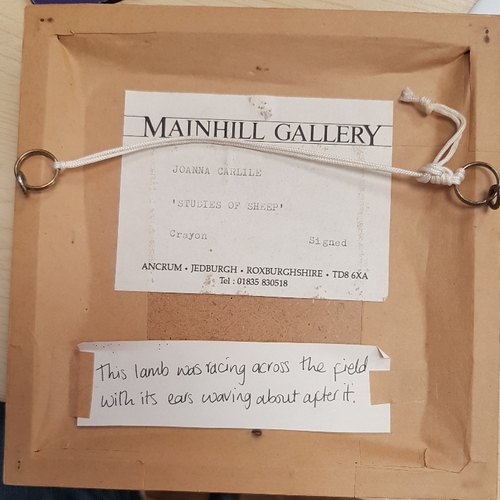 MAINHILL GALLERY
JOANNA CARLILE
'STUDIES OF SHEEP'
Crayon Signed
ANCRUM • JEDBURGH • ROXBURGHSHIRE • TD8 6XA
Tel : 01835 830518
This lamb was racing across the field
with its ears waving about after it.